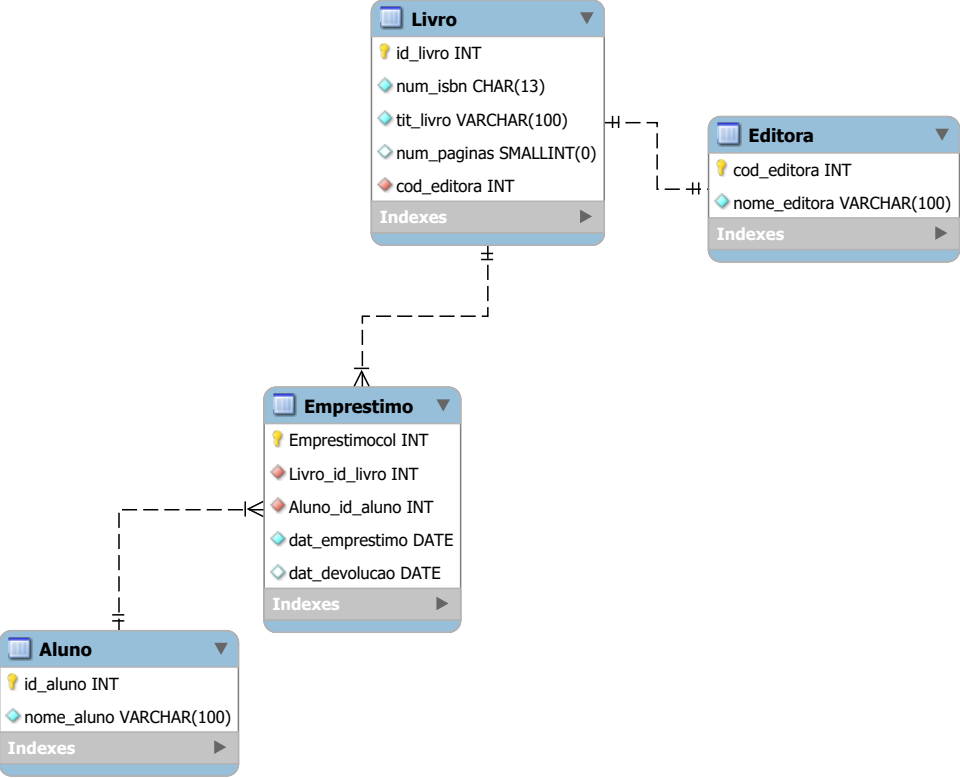 Livro
id_livro INT
num_isbn CHAR(13)
tit_livro VARCHAR(100)
num_paginas SMALLINT(0)
cod_editora INT
Indexes
Editora
cod_editora INT
nome_editora VARCHAR(100)
Indexes
Emprestimo
Emprestimocol INT
Livro_id_livro INT
Aluno_id_aluno INT
dat_emprestimo DATE
dat_devolucao DATE
Indexes
Aluno
id_aluno INT
nome_aluno VARCHAR(100)
Indexes